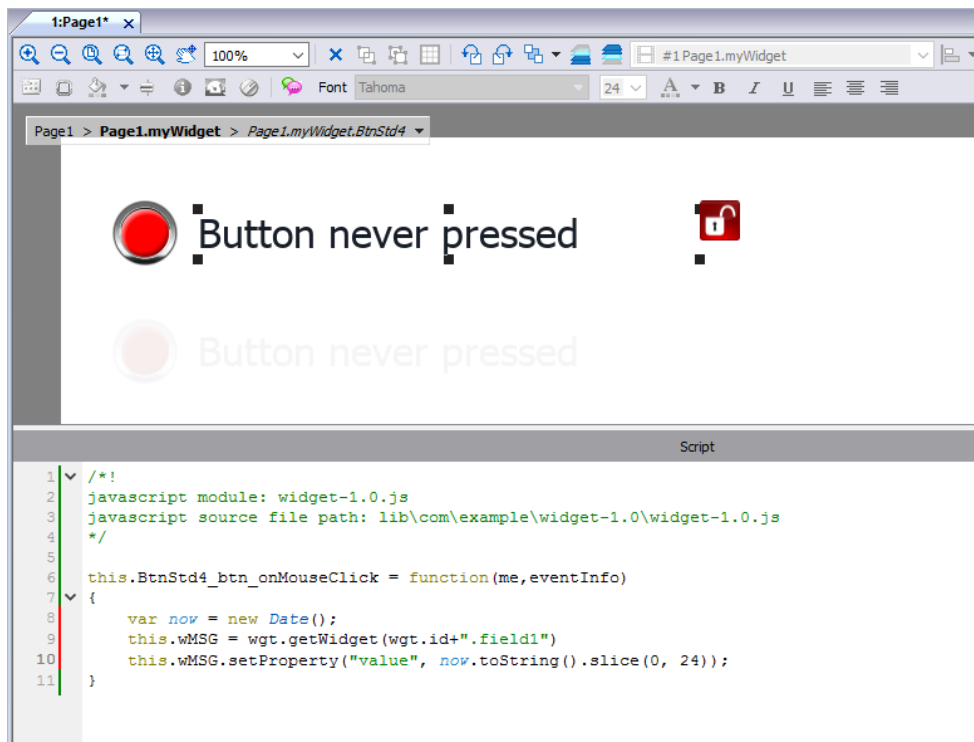 1:Page1*
100%
#1 Page1.myWidget
Font Tahoma 24 A B I U
Page1 > Page1.myWidget > Page1.myWidget.BtnStd4
Button never pressed
Button never pressed
Script
1 /*!
2 javascript module: widget-1.0.js
3 javascript source file path: lib\com\example\widget-1.0\widget-1.0.js
4 */
5
6 this.BtnStd4_btn_onMouseClick = function(me,eventInfo)
7 {
8 var now = new Date();
9 this.wMSG = wgt.getWidget(wgt.id+".field1")
10 this.wMSG.setProperty("value", now.toString().slice(0, 24));
11 }